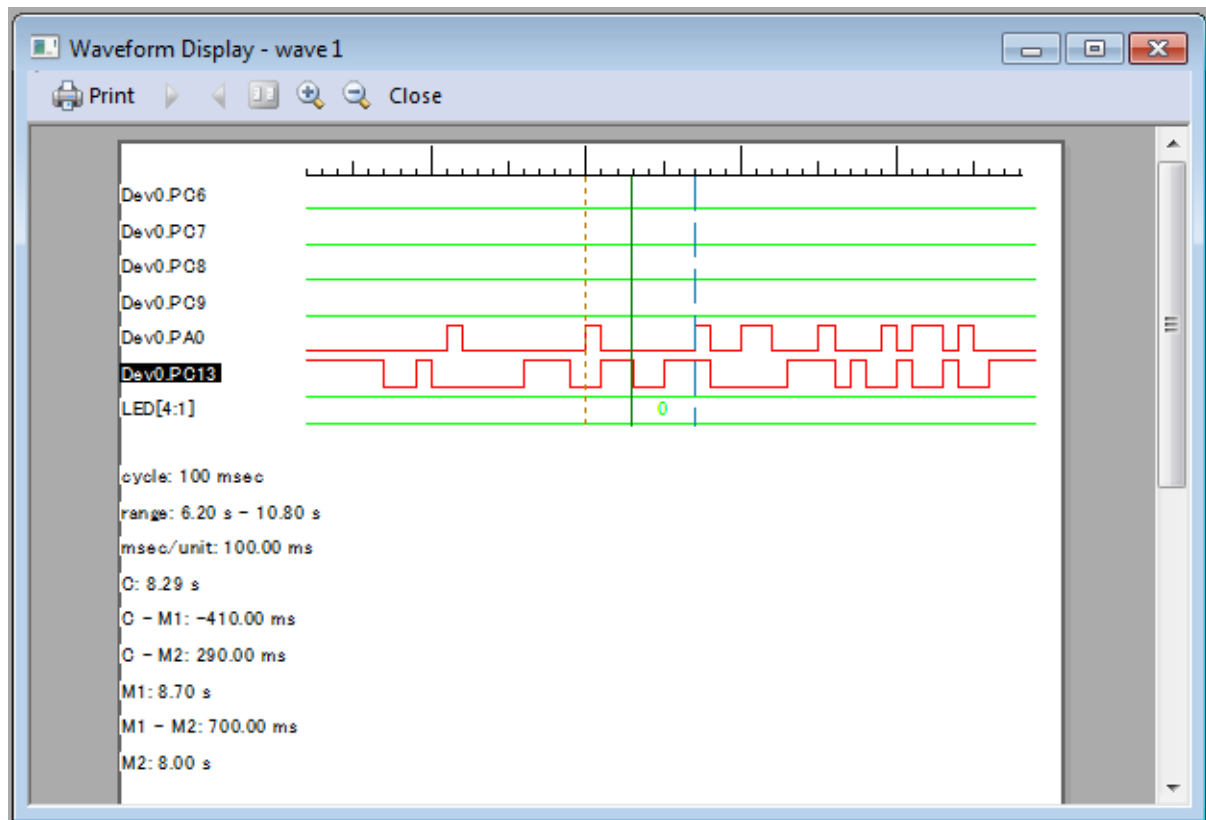 Waveform Display - wave1
Print Close
Dev0.PC6
Dev0.PC7
Dev0.PC8
Dev0.PC9
Dev0.PA0
Dev0.PC13
LED[4:1] 0
cycle: 100 msec
range: 6.20 s - 10.80 s
msec/unit: 100.00 ms
C: 8.29 s
C - M1: -410.00 ms
C - M2: 290.00 ms
M1: 8.70 s
M1 - M2: 700.00 ms
M2: 8.00 s